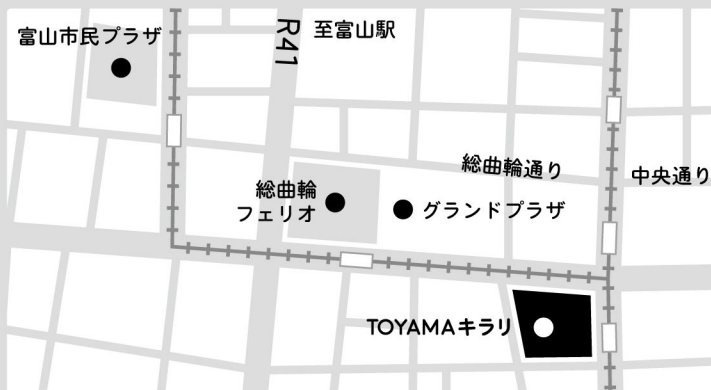 富山市民プラザ
R41
至富山駅
総曲輪通り
中央通り
総曲輪
フェリオ
グランドプラザ
TOYAMAキラリ